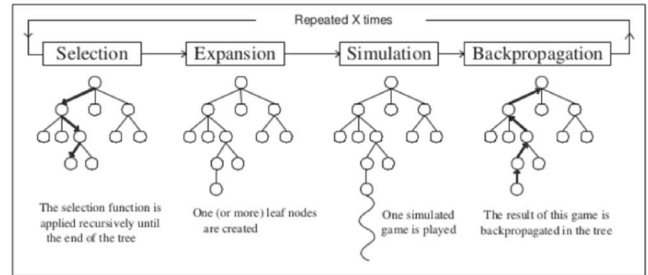 Repeated X times
Selection
Expansion
Simulation
Backpropagation
The selection function is
applied recursively until
the end of the tree
One (or more) leaf nodes
are created
One simulated
game is played
The result of this game is
backpropagated in the tree